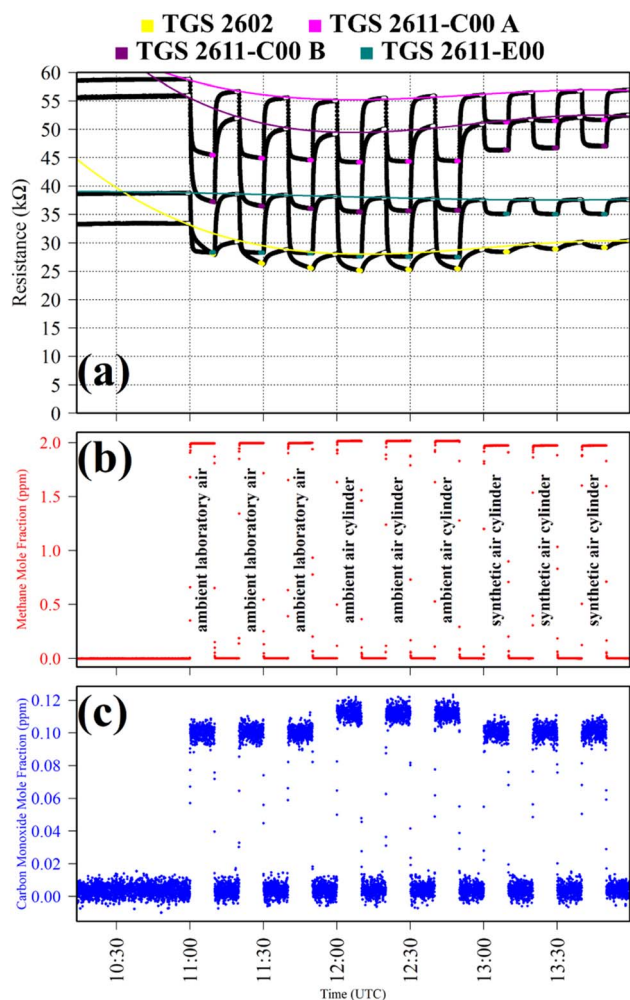 TGS 2602 TGS 2611-C00 A
TGS 2611-C00 B TGS 2611-E00
60
55
50
45
40
35
30
25
20
15
10
5
0
Resistance (kΩ)
(a)
2.0
1.5
1.0
0.5
0.0
Methane Mole Fraction (ppm)
(b)
ambient laboratory air
ambient laboratory air
ambient laboratory air
ambient air cylinder
ambient air cylinder
ambient air cylinder
synthetic air cylinder
synthetic air cylinder
synthetic air cylinder
0.12
0.10
0.08
0.06
0.04
0.02
0.00
Carbon Monoxide Mole Fraction (ppm)
(c)
10:30
11:00
11:30
12:00
12:30
13:00
13:30
Time (UTC)